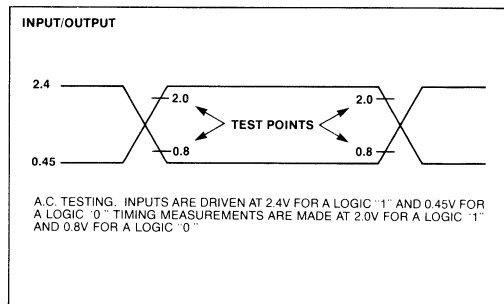 INPUT/OUTPUT
2.4
2.0
2.0
TEST POINTS
0.8
0.8
0.45
A.C. TESTING. INPUTS ARE DRIVEN AT 2.4V FOR A LOGIC "1" AND 0.45V FOR
A LOGIC "0 " TIMING MEASUREMENTS ARE MADE AT 2.0V FOR A LOGIC "1"
AND 0.8V FOR A LOGIC "0 "